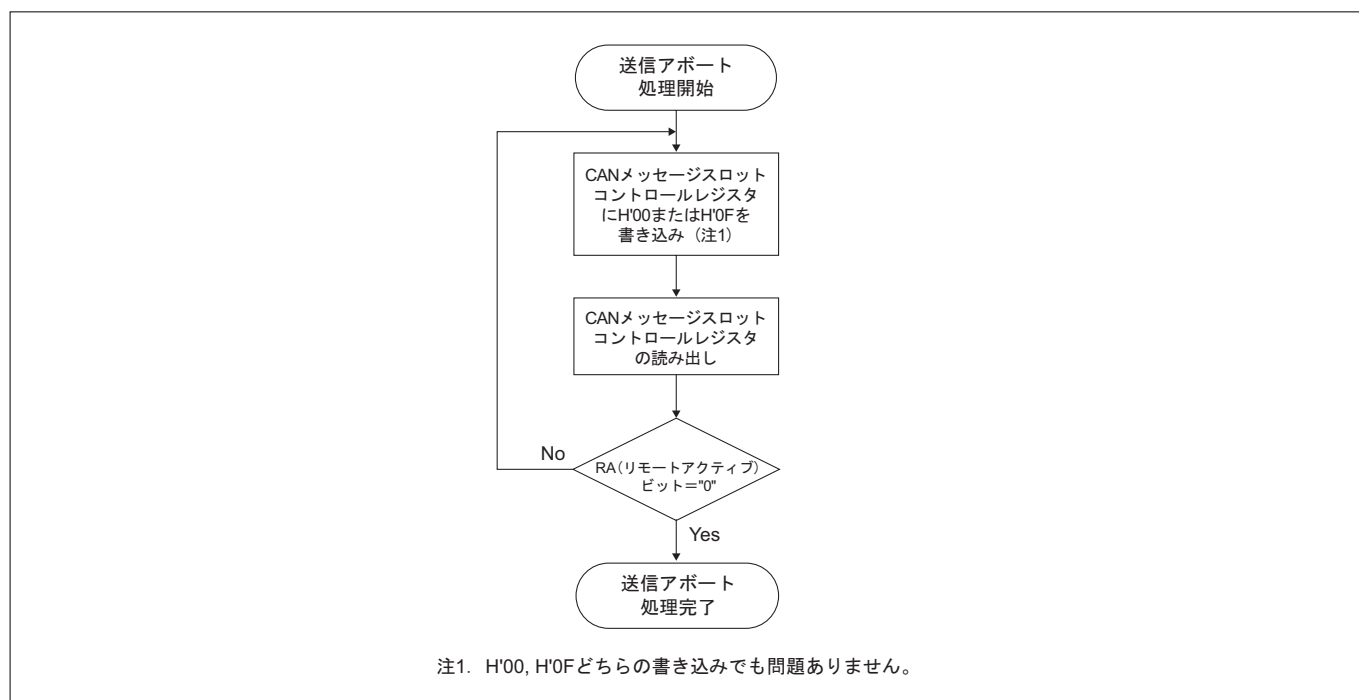 送信アボート
処理開始
CANメッセージスロット
コントロールレジスタ
にH'00またはH'0Fを
書き込み（注1）
CANメッセージスロット
コントロールレジスタ
の読み出し
No
RA（リモートアクティブ）
ビット＝"0"
Yes
送信アボート
処理完了
注1. H'00, H'0Fどちらの書き込みでも問題ありません。